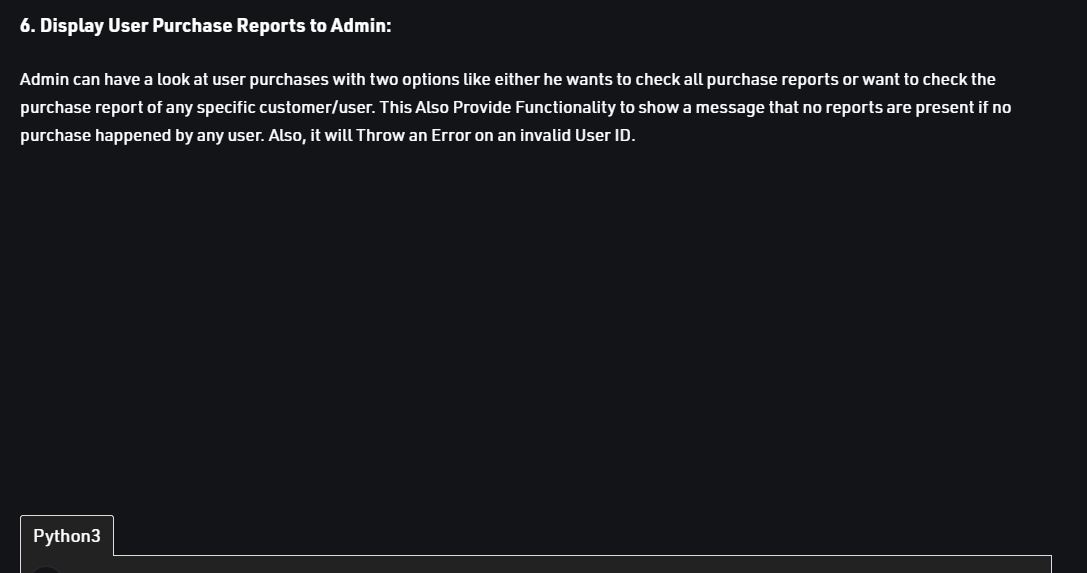 6. Display User Purchase Reports to Admin:
Admin can have a look at user purchases with two options like either he wants to check all purchase reports or want to check the
purchase report of any specific customer/user. This Also Provide Functionality to show a message that no reports are present if no
purchase happened by any user. Also, it will Throw an Error on an invalid User ID.
Python3